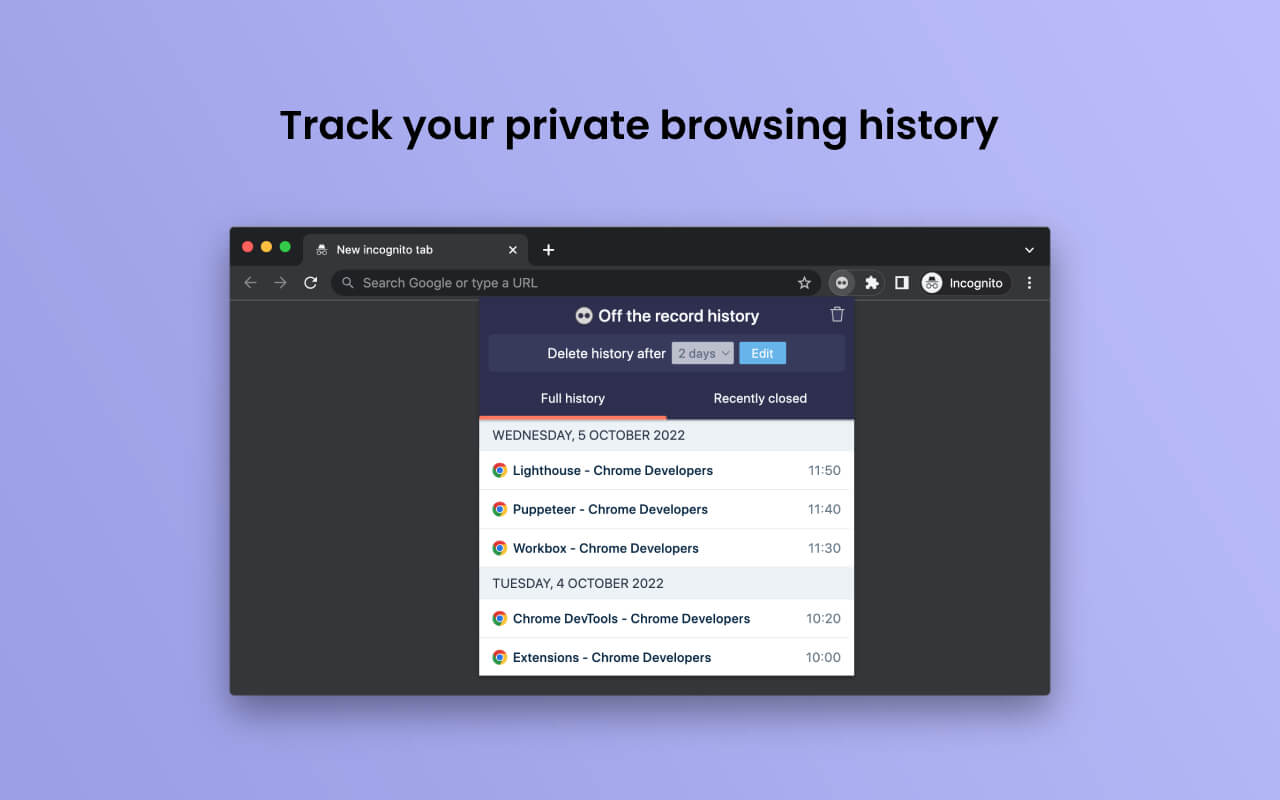 Track your private browsing history
New incognito tab
Search Google or type a URL
Incognito
Off the record history
Delete history after 2 days Edit
Full history Recently closed
WEDNESDAY, 5 OCTOBER 2022
Lighthouse - Chrome Developers 11:50
Puppeteer - Chrome Developers 11:40
Workbox - Chrome Developers 11:30
TUESDAY, 4 OCTOBER 2022
Chrome DevTools - Chrome Developers 10:20
Extensions - Chrome Developers 10:00